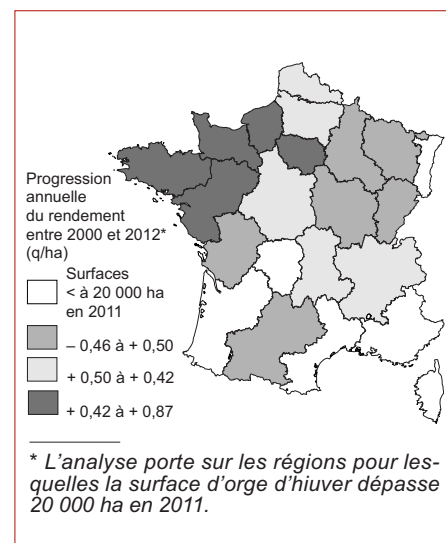 Progression
annuelle
du rendement
entre 2000 et 2012*
(q/ha)
Surfaces
< à 20 000 ha
en 2011
– 0,46 à + 0,50
+ 0,50 à + 0,42
+ 0,42 à + 0,87
* L'analyse porte sur les régions pour les-
quelles la surface d'orge d'hiuver dépasse
20 000 ha en 2011.